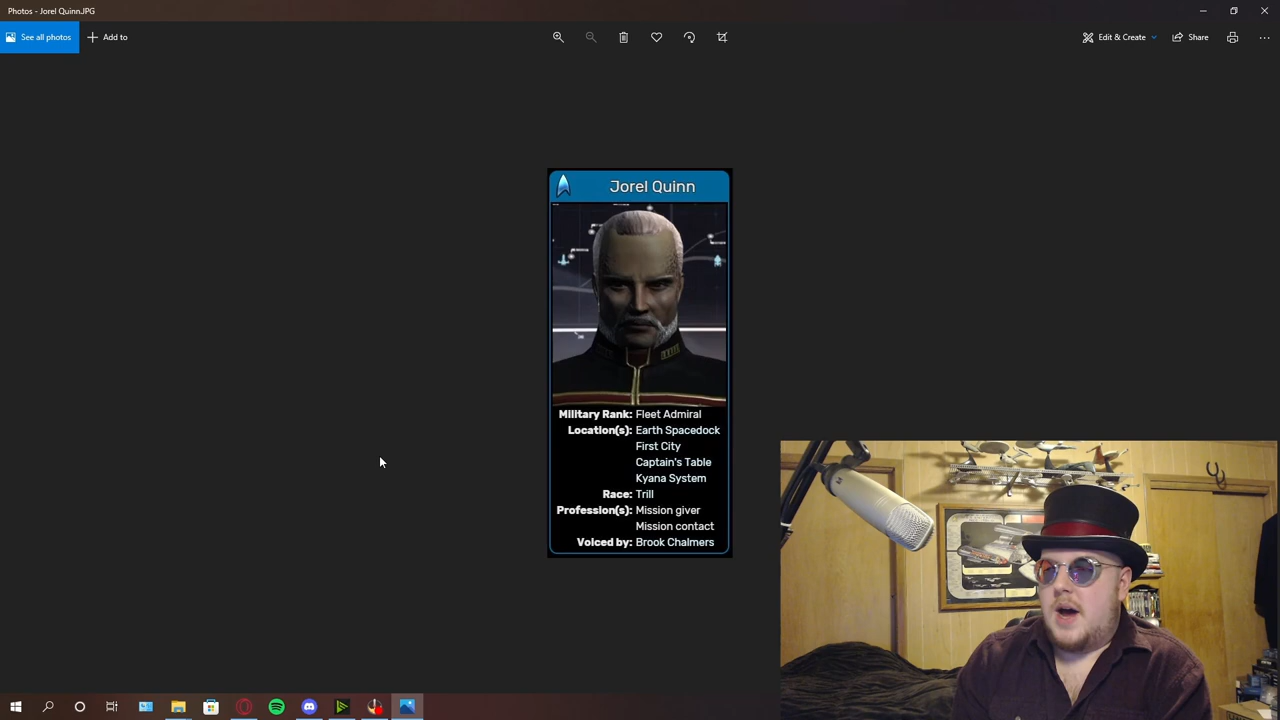 Photos - Jorel Quinn.JPG
See all photos
Add to
Edit & Create
Share
Jorel Quinn
Military Rank: Fleet Admiral
Location(s): Earth Spacedock
First City
Captain's Table
Kyana System
Race: Trill
Profession(s): Mission giver
Mission contact
Voiced by: Brook Chalmers